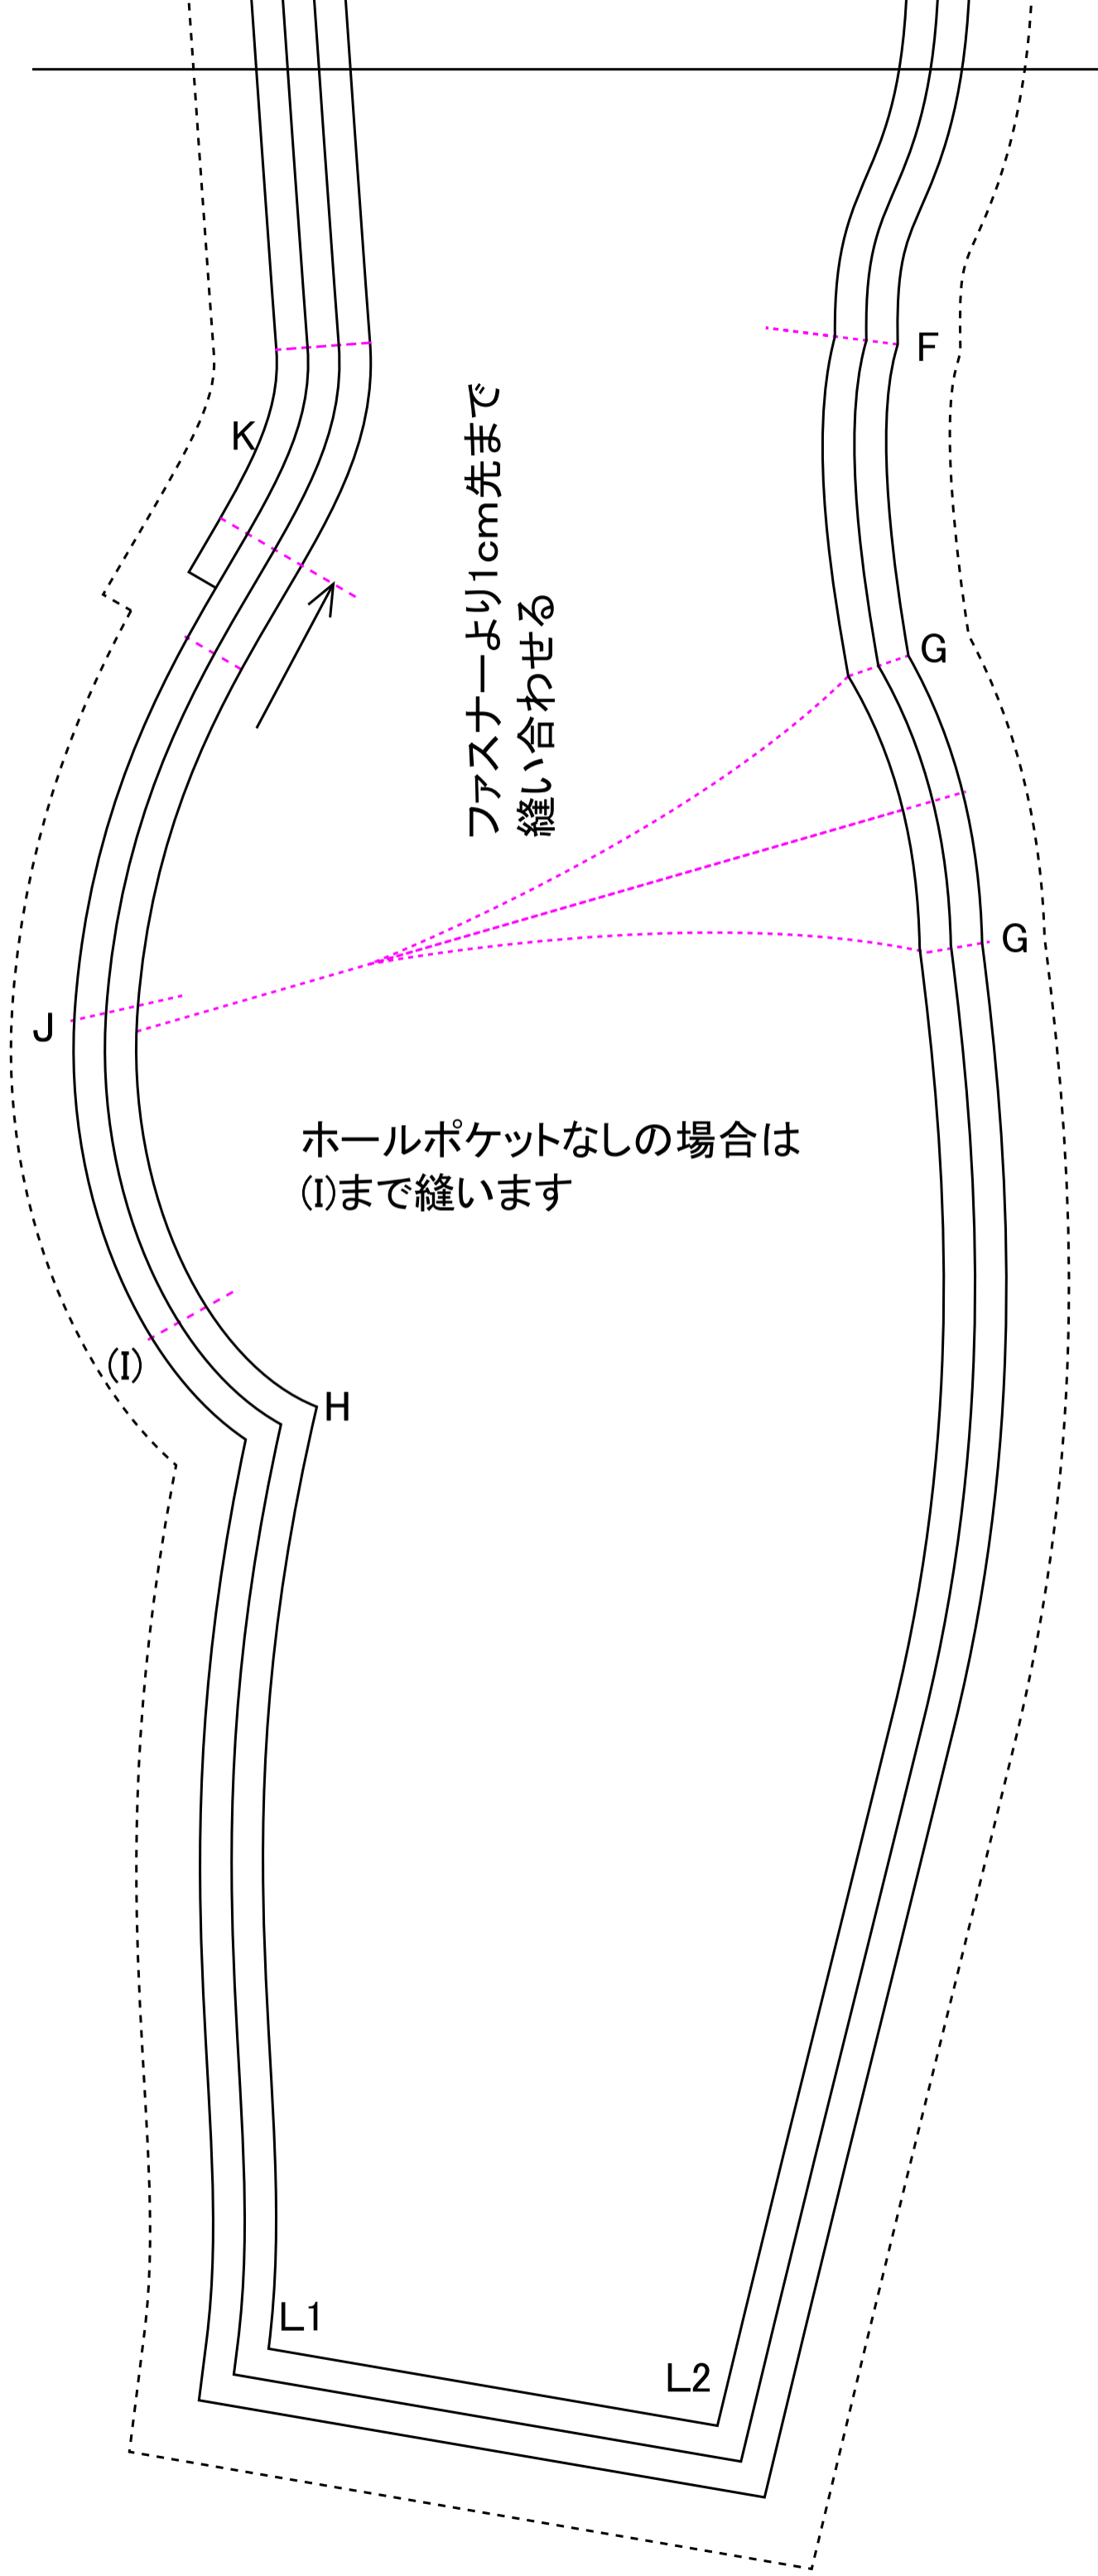 F
K
ファスナーより1cm先まで
縫い合わせる
G
G
J
ホールポケットなしの場合は
(I)まで縫います
(I)
H
L1
L2